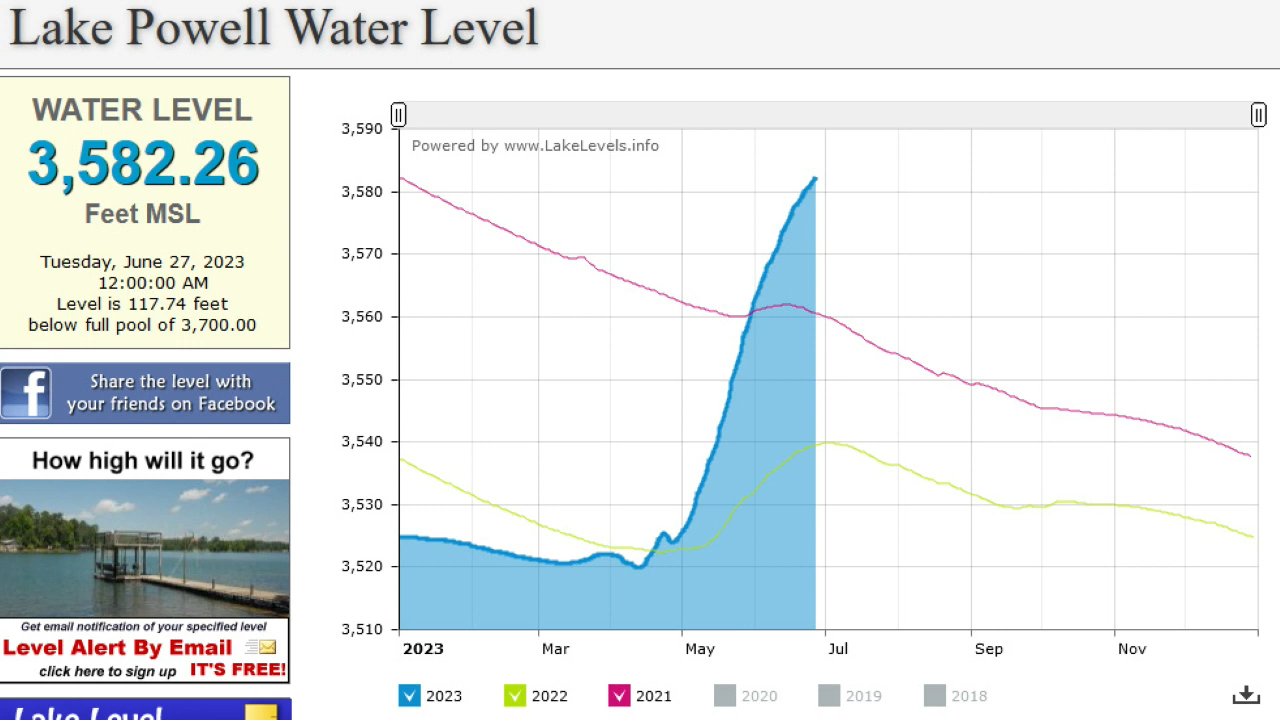 Lake Powell Water Level
WATER LEVEL
3,582.26
Feet MSL
Tuesday, June 27, 2023
12:00:00 AM
Level is 117.74 feet
below full pool of 3,700.00
Share the level with
your friends on Facebook
How high will it go?
Get email notification of your specified level
Level Alert By Email
click here to sign up IT'S FREE!
Lake Level
Powered by www.LakeLevels.info
3,590
3,580
3,570
3,560
3,550
3,540
3,530
3,520
3,510
2023 Mar May Jul Sep Nov
2023 2022 2021 2020 2019 2018